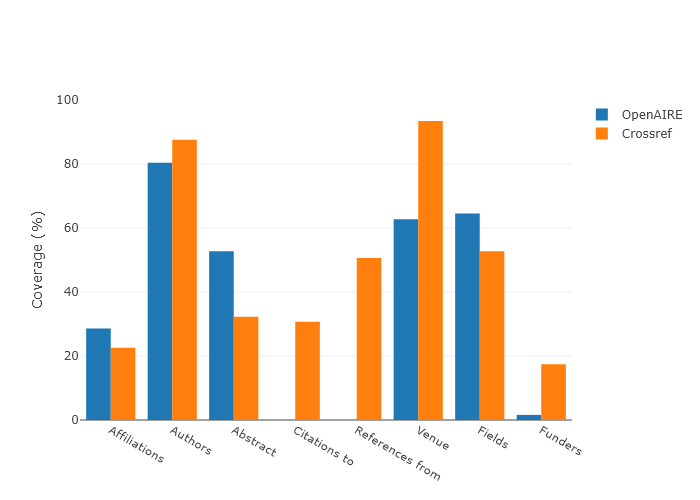 OpenAIRE
Crossref
Coverage (%)
100
80
60
40
20
0
Affiliations
Authors
Abstract
Citations to
References from
Venue
Fields
Funders